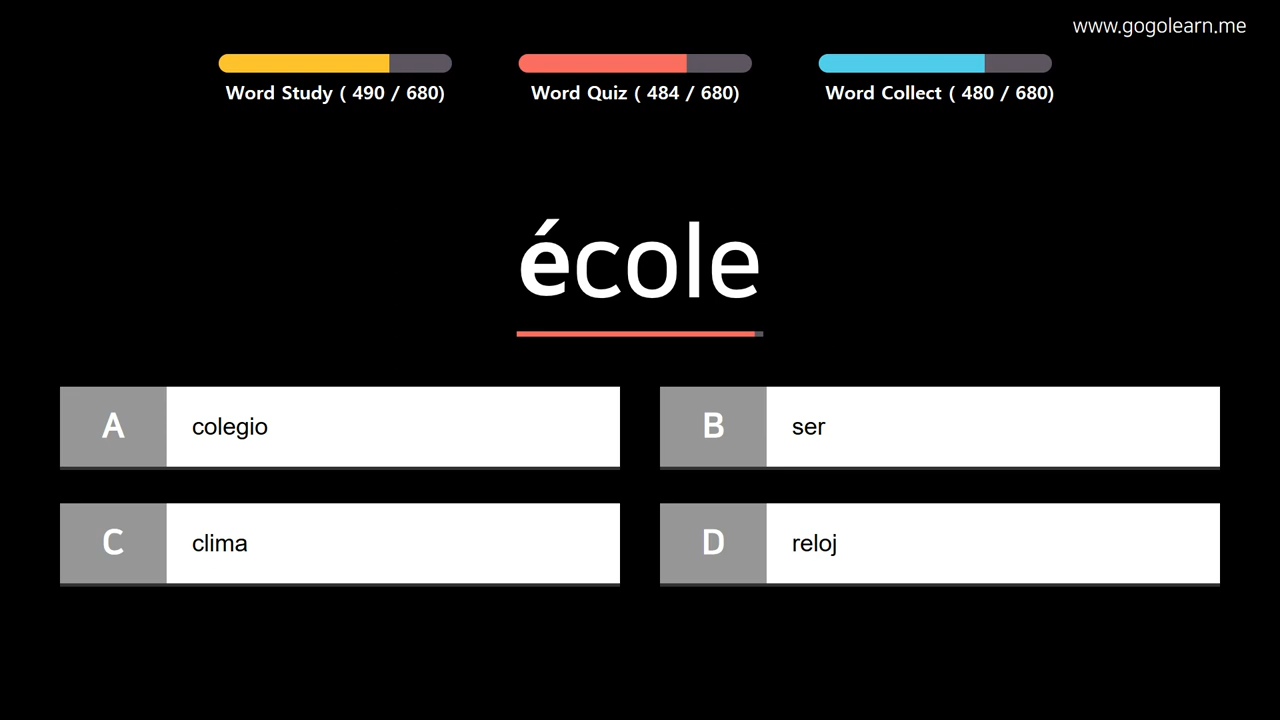 www.gogolearn.me
Word Study ( 490 / 680)
Word Quiz ( 484 / 680)
Word Collect ( 480 / 680)
école
A colegio
B ser
C clima
D reloj